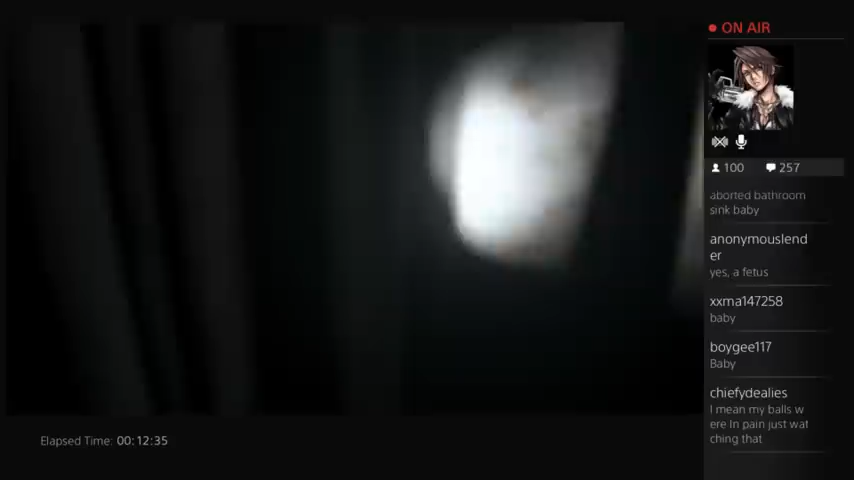 ON AIR
100 257
aborted bathroom
sink baby
anonymouslend
er
yes, a fetus
xxma147258
baby
boygee117
Baby
chiefydealies
I mean my balls w
ere In pain just wat
ching that
Elapsed Time: 00:12:35